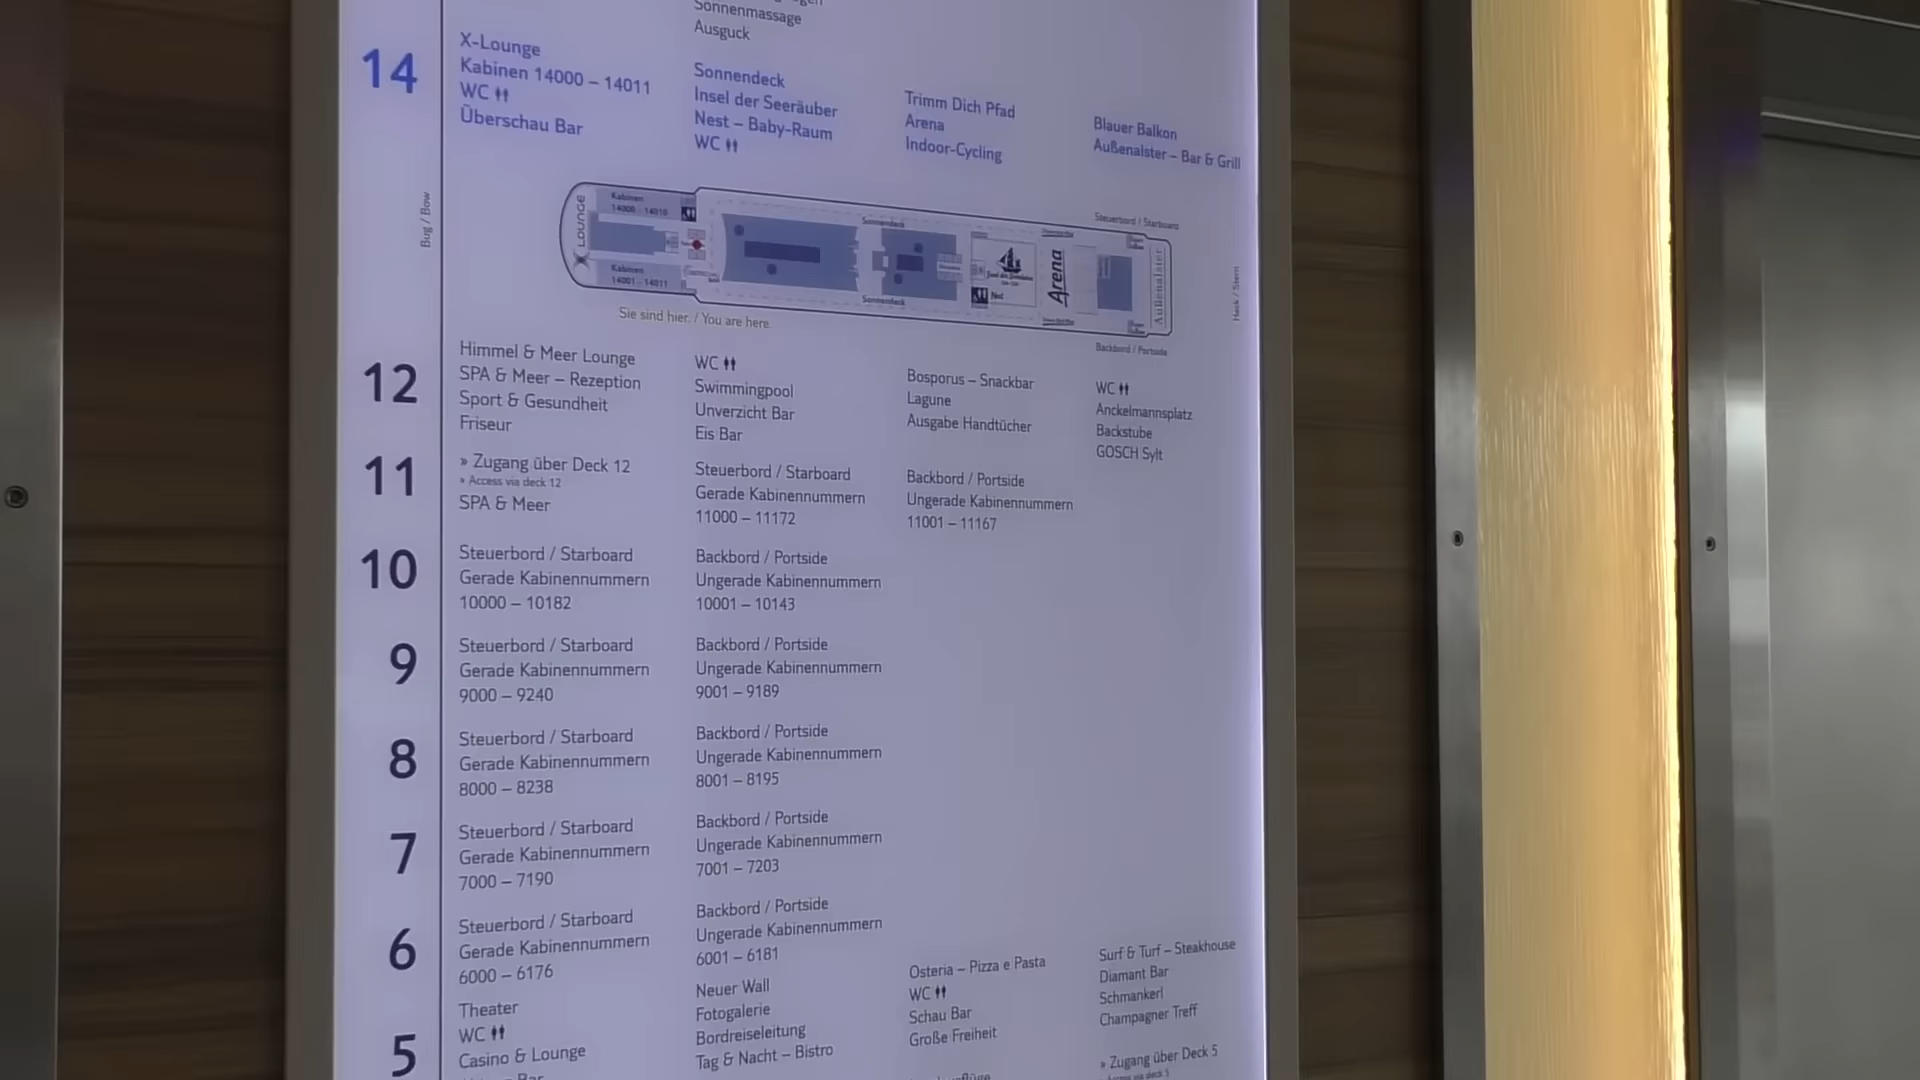 Sonnenmassage
Ausguck
14
X-Lounge
Kabinen 14000 – 14011
WC
Überschau Bar
Sonnendeck
Insel der Seeräuber
Nest – Baby-Raum
WC
Trimm Dich Pfad
Arena
Indoor-Cycling
Blauer Balkon
Außenalster – Bar & Grill
Bug / Bow
X LOUNGE
Kabinen
14000 - 14010
Kabinen
14001 - 14011
Sonnendeck
Sonnendeck
Nest
Arena
Steuerbord / Starboard
Außenalster
Backbord / Portside
Heck / Stern
Sie sind hier. / You are here.
12
Himmel & Meer Lounge
SPA & Meer – Rezeption
Sport & Gesundheit
Friseur
WC
Swimmingpool
Unverzicht Bar
Eis Bar
Bosporus – Snackbar
Lagune
Ausgabe Handtücher
WC
Anckelmannsplatz
Backstube
GOSCH Sylt
11
» Zugang über Deck 12
» Access via deck 12
SPA & Meer
Steuerbord / Starboard
Gerade Kabinennummern
11000 – 11172
Backbord / Portside
Ungerade Kabinennummern
11001 – 11167
10
Steuerbord / Starboard
Gerade Kabinennummern
10000 – 10182
Backbord / Portside
Ungerade Kabinennummern
10001 – 10143
9
Steuerbord / Starboard
Gerade Kabinennummern
9000 – 9240
Backbord / Portside
Ungerade Kabinennummern
9001 – 9189
8
Steuerbord / Starboard
Gerade Kabinennummern
8000 – 8238
Backbord / Portside
Ungerade Kabinennummern
8001 – 8195
7
Steuerbord / Starboard
Gerade Kabinennummern
7000 – 7190
Backbord / Portside
Ungerade Kabinennummern
7001 – 7203
6
Steuerbord / Starboard
Gerade Kabinennummern
6000 – 6176
Backbord / Portside
Ungerade Kabinennummern
6001 – 6181
5
Theater
WC
Casino & Lounge
Bar
Neuer Wall
Fotogalerie
Bordreiseleitung
Tag & Nacht – Bistro
Osteria – Pizza e Pasta
WC
Schau Bar
Große Freiheit
Surf & Turf – Steakhouse
Diamant Bar
Schmankerl
Champagner Treff
» Zugang über Deck 5
» Access via deck 5